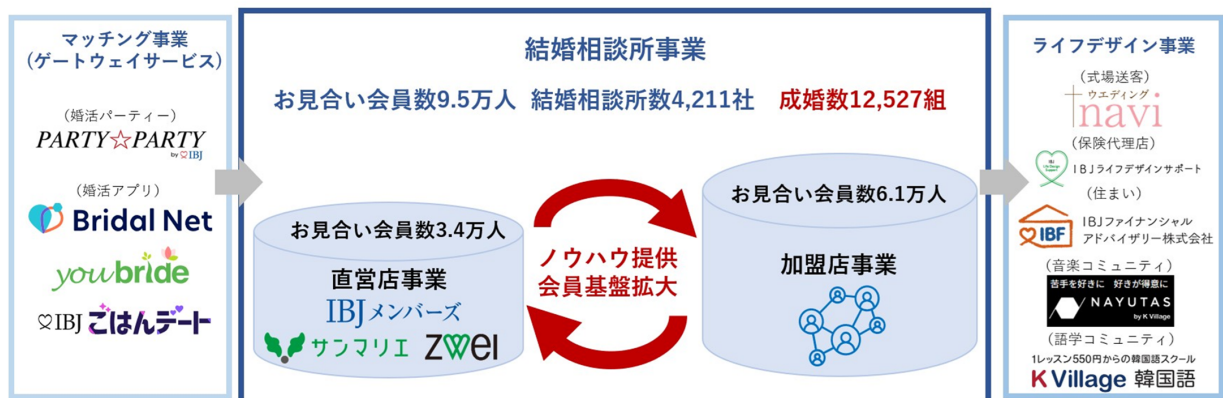 マッチング事業
(ゲートウェイサービス)
(婚活パーティー)
PARTY☆PARTY
by IBJ
(婚活アプリ)
Bridal Net
youbride
IBJ ごはんデート
結婚相談所事業
お見合い会員数9.5万人 結婚相談所数4,211社 成婚数12,527組
お見合い会員数3.4万人
直営店事業
IBJメンバーズ
サンマリエ ZWEI
ノウハウ提供
会員基盤拡大
お見合い会員数6.1万人
加盟店事業
ライフデザイン事業
(式場送客)
ウエディング
navi
(保険代理店)
IBJライフデザインサポート
(住まい)
IBF
IBJファイナンシャル
アドバイザリー株式会社
(音楽コミュニティ)
苦手を好きに 好きが得意に
NAYUTAS
by K Village
(語学コミュニティ)
1レッスン550円からの韓国語スクール
K Village 韓国語